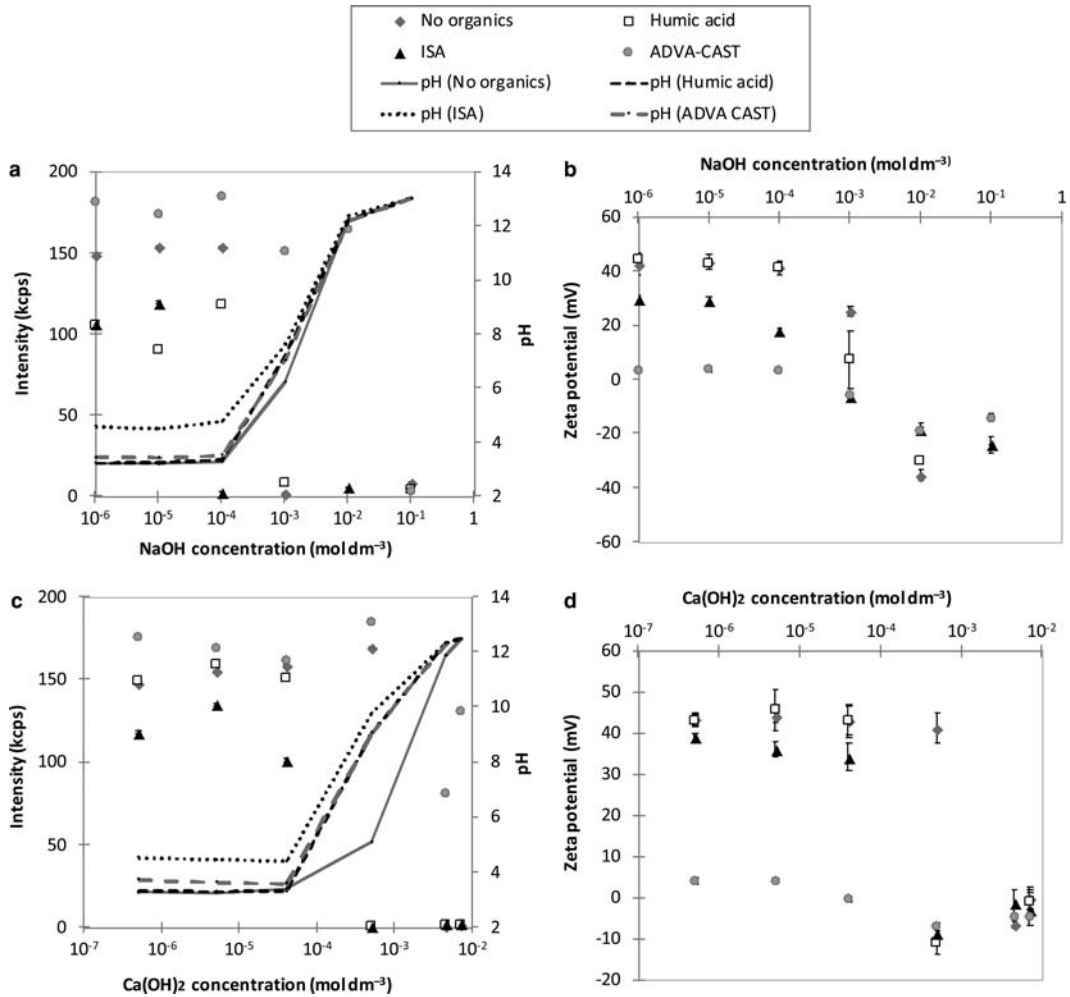 No organics
Humic acid
ISA
ADVA-CAST
pH (No organics)
pH (Humic acid)
pH (ISA)
pH (ADVA CAST)
a
200
150
100
50
0
Intensity (kcps)
14
12
10
8
6
4
2
pH
10⁻⁶ 10⁻⁵ 10⁻⁴ 10⁻³ 10⁻² 10⁻¹ 1
NaOH concentration (mol dm⁻³)
b
NaOH concentration (mol dm⁻³⁾
10⁻⁶ 10⁻⁵ 10⁻⁴ 10⁻³ 10⁻² 10⁻¹ 1
60
40
20
0
-20
-40
-60
Zeta potential (mV)
c
200
150
100
50
0
Intensity (kcps)
14
12
10
8
6
4
2
pH
10⁻⁷ 10⁻⁶ 10⁻⁵ 10⁻⁴ 10⁻³ 10⁻²
Ca(OH)2 concentration (mol dm⁻³)
d
Ca(OH)2 concentration (mol dm⁻³)
10⁻⁷ 10⁻⁶ 10⁻⁵ 10⁻⁴ 10⁻³ 10⁻²
60
50
40
30
20
10
0
-10
-20
Zeta potential (mV)